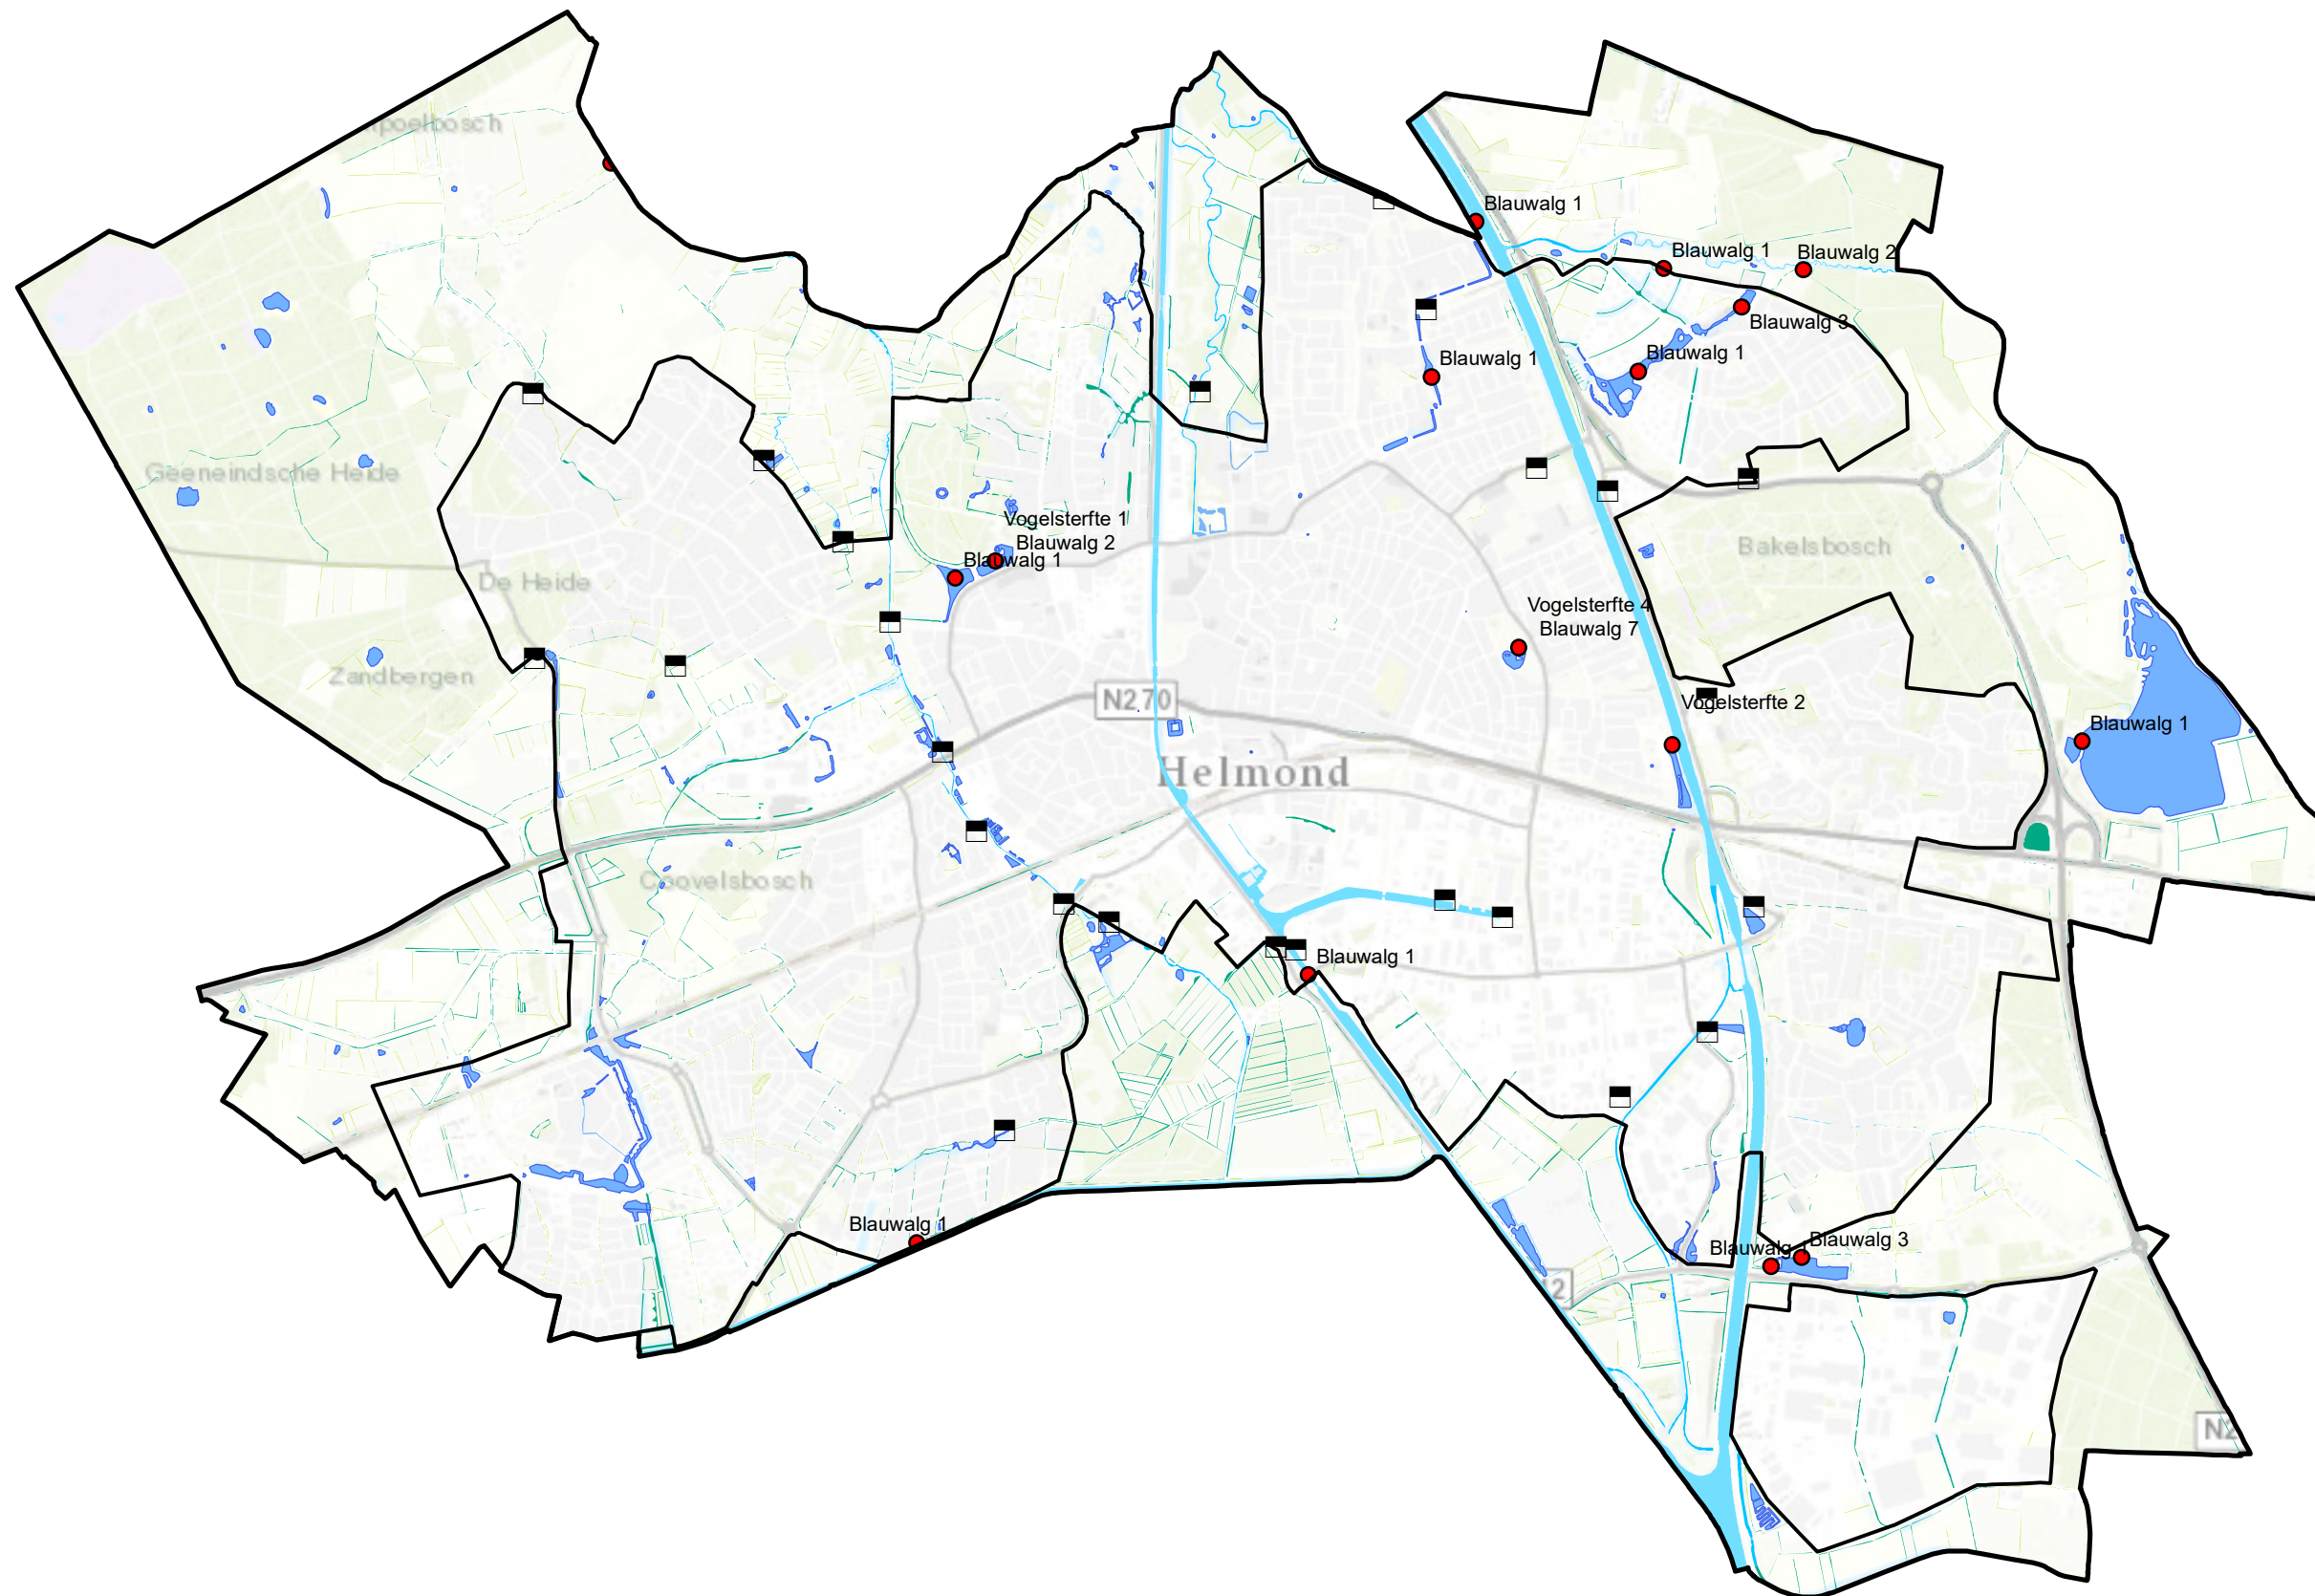 Blauwalg 1
Blauwalg 1
Blauwalg 2
Blauwalg 3
Blauwalg 1
Blauwalg 1
Geeneindsche Heide
Vogelsterfte 1
Blauwalg 2
Blauwalg 1
Bakelsbosch
De Heide
Vogelsterfte 4
Blauwalg 7
Zandbergen
N270
Vogelsterfte 2
Blauwalg 1
Helmond
Coovelsbosch
Blauwalg 1
Blauwalg 1
Blauwalg
Blauwalg 3